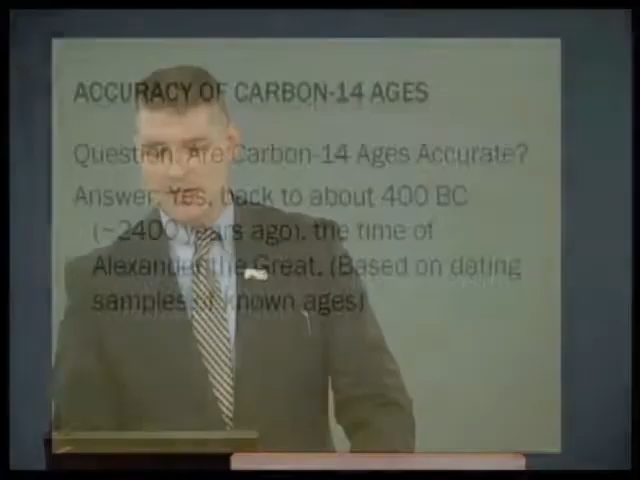 ACCURACY OF CARBON-14 AGES
Question: Are Carbon-14 Ages Accurate?
Answer: Yes, back to about 400 BC
(~2400 years ago), the time of
Alexander the Great. (Based on dating
samples of known ages)